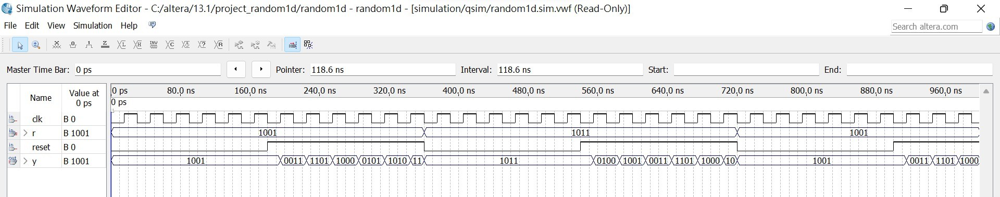 Simulation Waveform Editor - C:/altera/13.1/project_random1d/random1d - random1d - [simulation/qsim/random1d.sim.vwf (Read-Only)]
File Edit View Simulation Help
Search altera.com
Master Time Bar: 0 ps Pointer: 118.6 ns Interval: 118.6 ns Start: End:
Name Value at 0 ps
0 ps 80.0 ns 160.0 ns 240.0 ns 320.0 ns 400.0 ns 480.0 ns 560.0 ns 640.0 ns 720.0 ns 800.0 ns 880.0 ns 960.0 ns
0 ps
clk B 0
r B 1001 1001 1011 1001
reset B 0
y B 1001 1001 0011 1101 1000 0101 1010 11 1011 0100 1001 0011 1101 1000 10 1001 0011 1101 1000